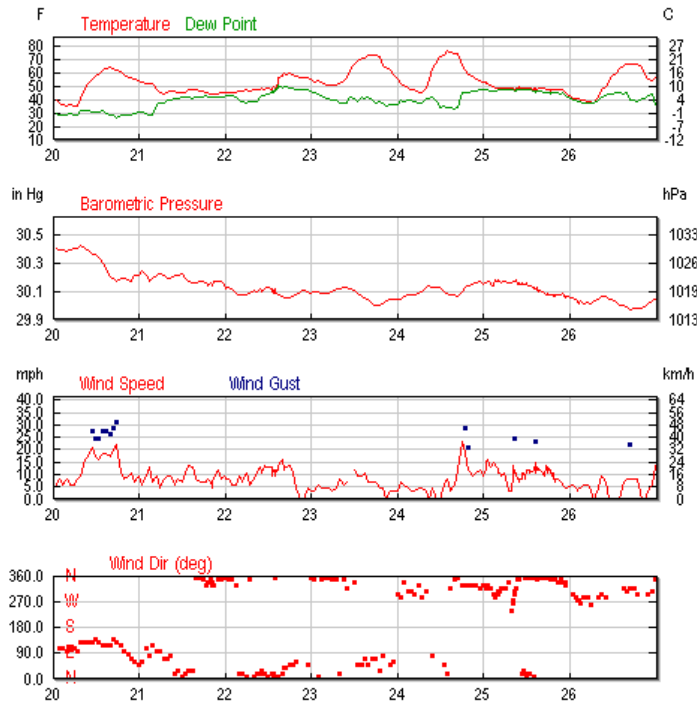 F C
Temperature Dew Point
80 27
70 21
60 16
50 10
40 4
30 -1
20 -7
10 -12
20 21 22 23 24 25 26
in Hg hPa
Barometric Pressure
30.5 1033
30.3 1026
30.1 1019
29.9 1013
20 21 22 23 24 25 26
mph km/h
Wind Speed Wind Gust
40.0 64
35.0 56
30.0 48
25.0 40
20.0 32
15.0 24
10.0 16
5.0 8
0.0 0
20 21 22 23 24 25 26
Wind Dir (deg)
360.0 N
270.0 W
180.0 S
90.0 E
0.0 N
20 21 22 23 24 25 26